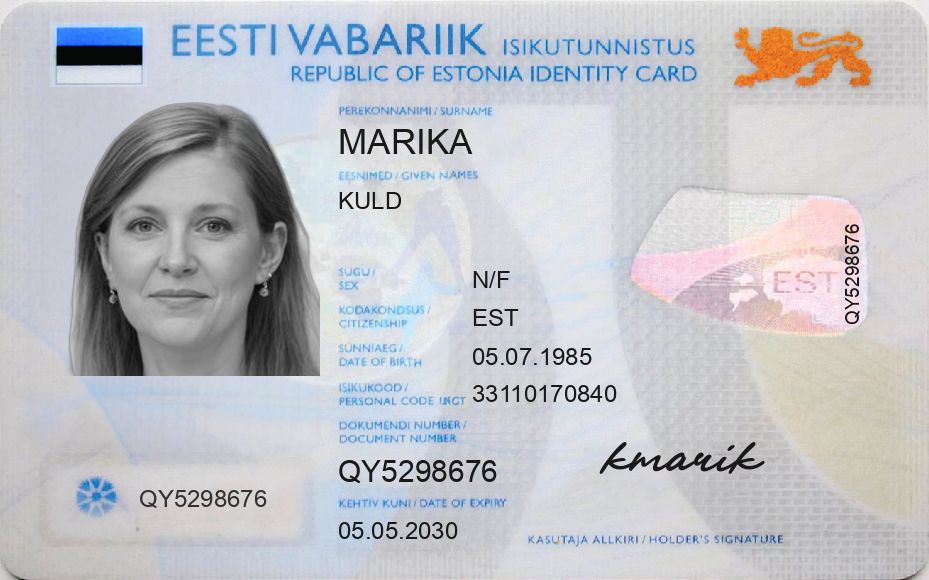 EESTI VABARIIK ISIKUTUNNISTUS
REPUBLIC OF ESTONIA IDENTITY CARD
PEREKONNANIMI / SURNAME
MARIKA
EESNIMED / GIVEN NAMES
KULD
SUGU /
SEX
N/F
KODAKONDSUS /
CITIZENSHIP
EST
SÜNNIAEG /
DATE OF BIRTH
05.07.1985
ISIKUKOOD /
PERSONAL CODE
33110170840
DOKUMENDI NUMBER /
DOCUMENT NUMBER
QY5298676
KEHTIV KUNI / DATE OF EXPIRY
05.05.2030
QY5298676
EST
QY5298676
kmarik
KASUTAJA ALLKIRI / HOLDER'S SIGNATURE